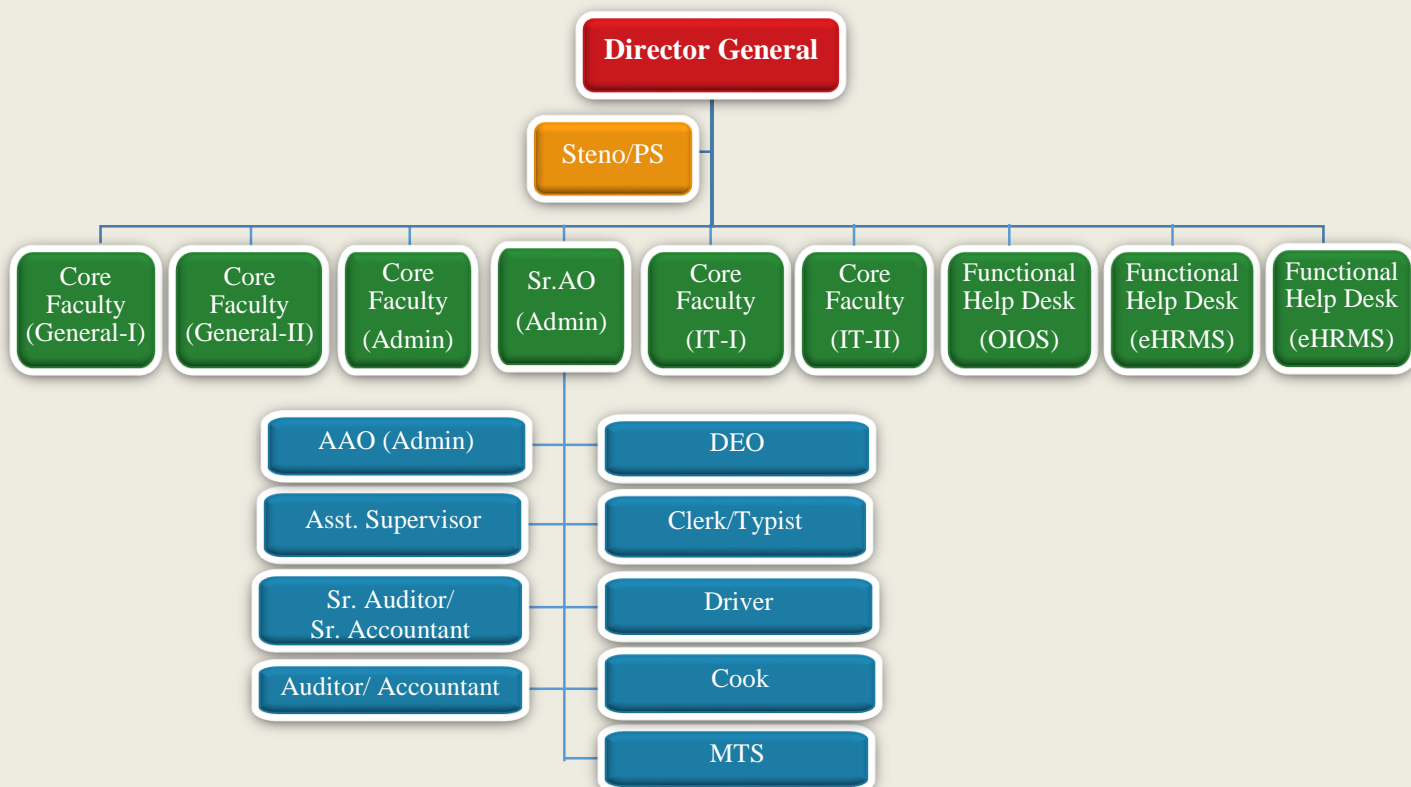 Director General
Steno/PS
Core
Faculty
(General-I)
Core
Faculty
(General-II)
Core
Faculty
(Admin)
Sr.AO
(Admin)
Core
Faculty
(IT-I)
Core
Faculty
(IT-II)
Functional
Help Desk
(OIOS)
Functional
Help Desk
(eHRMS)
Functional
Help Desk
(eHRMS)
AAO (Admin)
DEO
Asst. Supervisor
Clerk/Typist
Sr. Auditor/
Sr. Accountant
Driver
Auditor/ Accountant
Cook
MTS